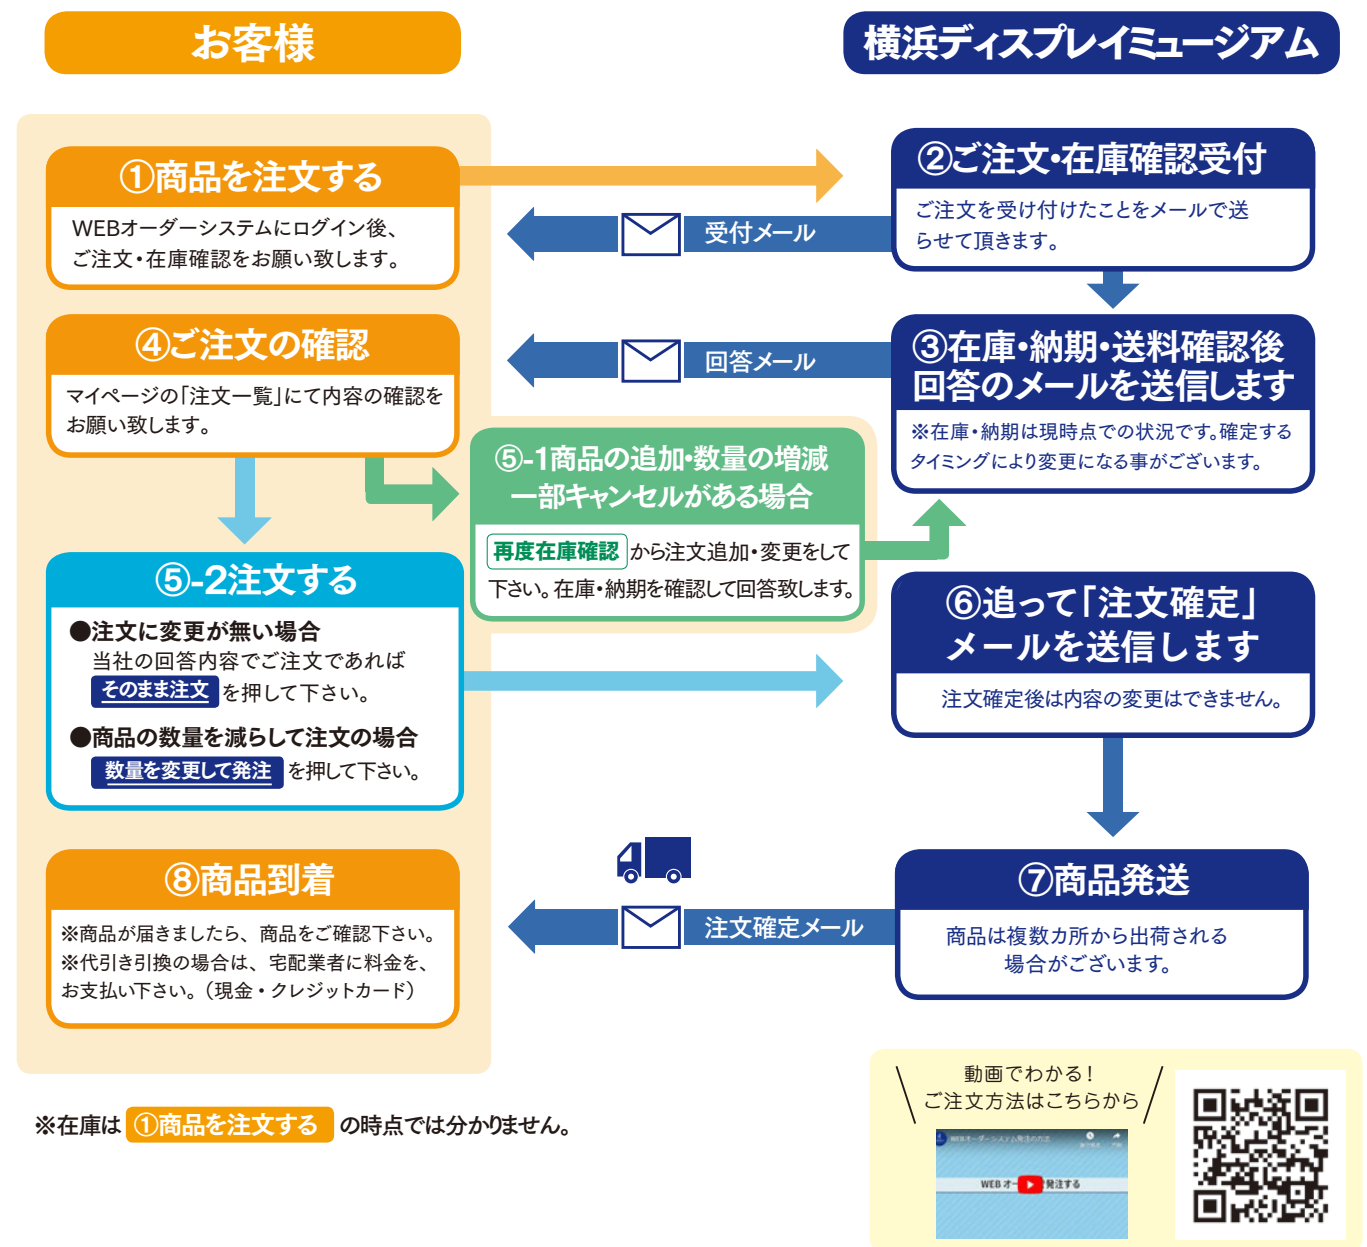 お客様
横浜ディスプレイミュージアム
①商品を注文する
WEBオーダーシステムにログイン後、
ご注文・在庫確認をお願い致します。
②ご注文・在庫確認受付
ご注文を受け付けたことをメールで送
らせて頂きます。
受付メール
③在庫・納期・送料確認後
回答のメールを送信します
※在庫・納期は現時点での状況です。確定する
タイミングにより変更になる事がございます。
回答メール
④ご注文の確認
マイページの「注文一覧」にて内容の確認を
お願い致します。
⑤-1商品の追加・数量の増減
一部キャンセルがある場合
再度在庫確認 から注文追加・変更をして
下さい。在庫・納期を確認して回答致します。
⑤-2注文する
●注文に変更が無い場合
当社の回答内容でご注文であれば
そのまま注文 を押して下さい。
●商品の数量を減らして注文の場合
数量を変更して発注 を押して下さい。
⑥追って「注文確定」
メールを送信します
注文確定後は内容の変更はできません。
⑦商品発送
商品は複数カ所から出荷される
場合がございます。
注文確定メール
⑧商品到着
※商品が届きましたら、商品をご確認下さい。
※代引き引換の場合は、宅配業者に料金を、
お支払い下さい。（現金・クレジットカード）
※在庫は ①商品を注文する の時点では分かりません。
動画でわかる！
ご注文方法はこちらから
WEBオーダーシステム発注の方法
WEB オー 発注する